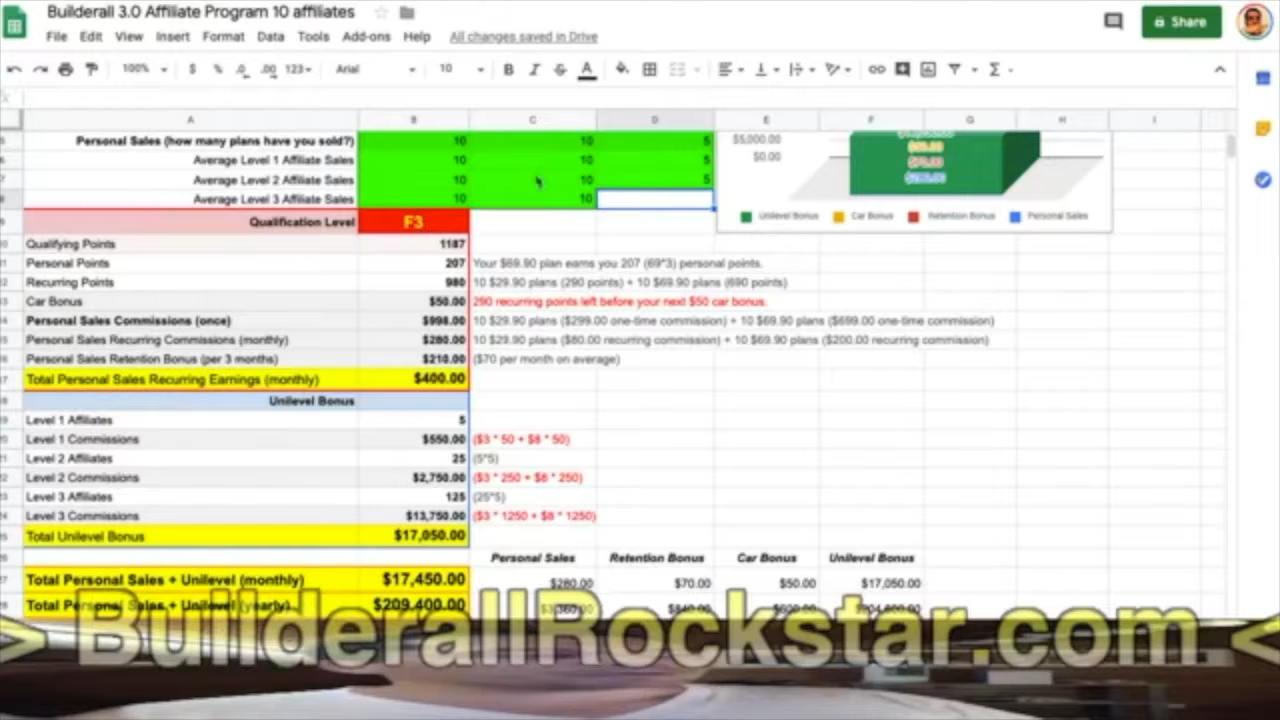 Builderall 3.0 Affiliate Program 10 affiliates
File Edit View Insert Format Data Tools Add-ons Help All changes saved in Drive
Share
100% $ % .0 .00 123 Arial 10 B I S A
A B C D E F G H I
Personal Sales (how many plans have you sold?) 10 10 5
Average Level 1 Affiliate Sales 10 10 5
Average Level 2 Affiliate Sales 10 10 5
Average Level 3 Affiliate Sales 10 10
$5,000.00
$0.00
Unilevel Bonus Car Bonus Retention Bonus Personal Sales
Qualification Level F3
Qualifying Points 1187
Personal Points 207 Your $69.90 plan earns you 207 (69*3) personal points.
Recurring Points 980 10 $29.90 plans (290 points) + 10 $69.90 plans (690 points)
Car Bonus $50.00 290 recurring points left before your next $50 car bonus.
Personal Sales Commissions (once) $998.00 10 $29.90 plans ($299.00 one-time commission) + 10 $69.90 plans ($699.00 one-time commission)
Personal Sales Recurring Commissions (monthly) $280.00 10 $29.90 plans ($80.00 recurring commission) + 10 $69.90 plans ($200.00 recurring commission)
Personal Sales Retention Bonus (per 3 months) $210.00 ($70 per month on average)
Total Personal Sales Recurring Earnings (monthly) $400.00
Unilevel Bonus
Level 1 Affiliates 5
Level 1 Commissions $550.00 ($3 * 50 + $8 * 50)
Level 2 Affiliates 25 (5*5)
Level 2 Commissions $2,750.00 ($3 * 250 + $8 * 250)
Level 3 Affiliates 125 (25*5)
Level 3 Commissions $13,750.00 ($3 * 1250 + $8 * 1250)
Total Unilevel Bonus $17,050.00
Personal Sales Retention Bonus Car Bonus Unilevel Bonus
Total Personal Sales + Unilevel (monthly) $17,450.00 $280.00 $70.00 $50.00 $17,050.00
Total Personal Sales + Unilevel (yearly) $209,400.00
> BuilderallRockstar.com <